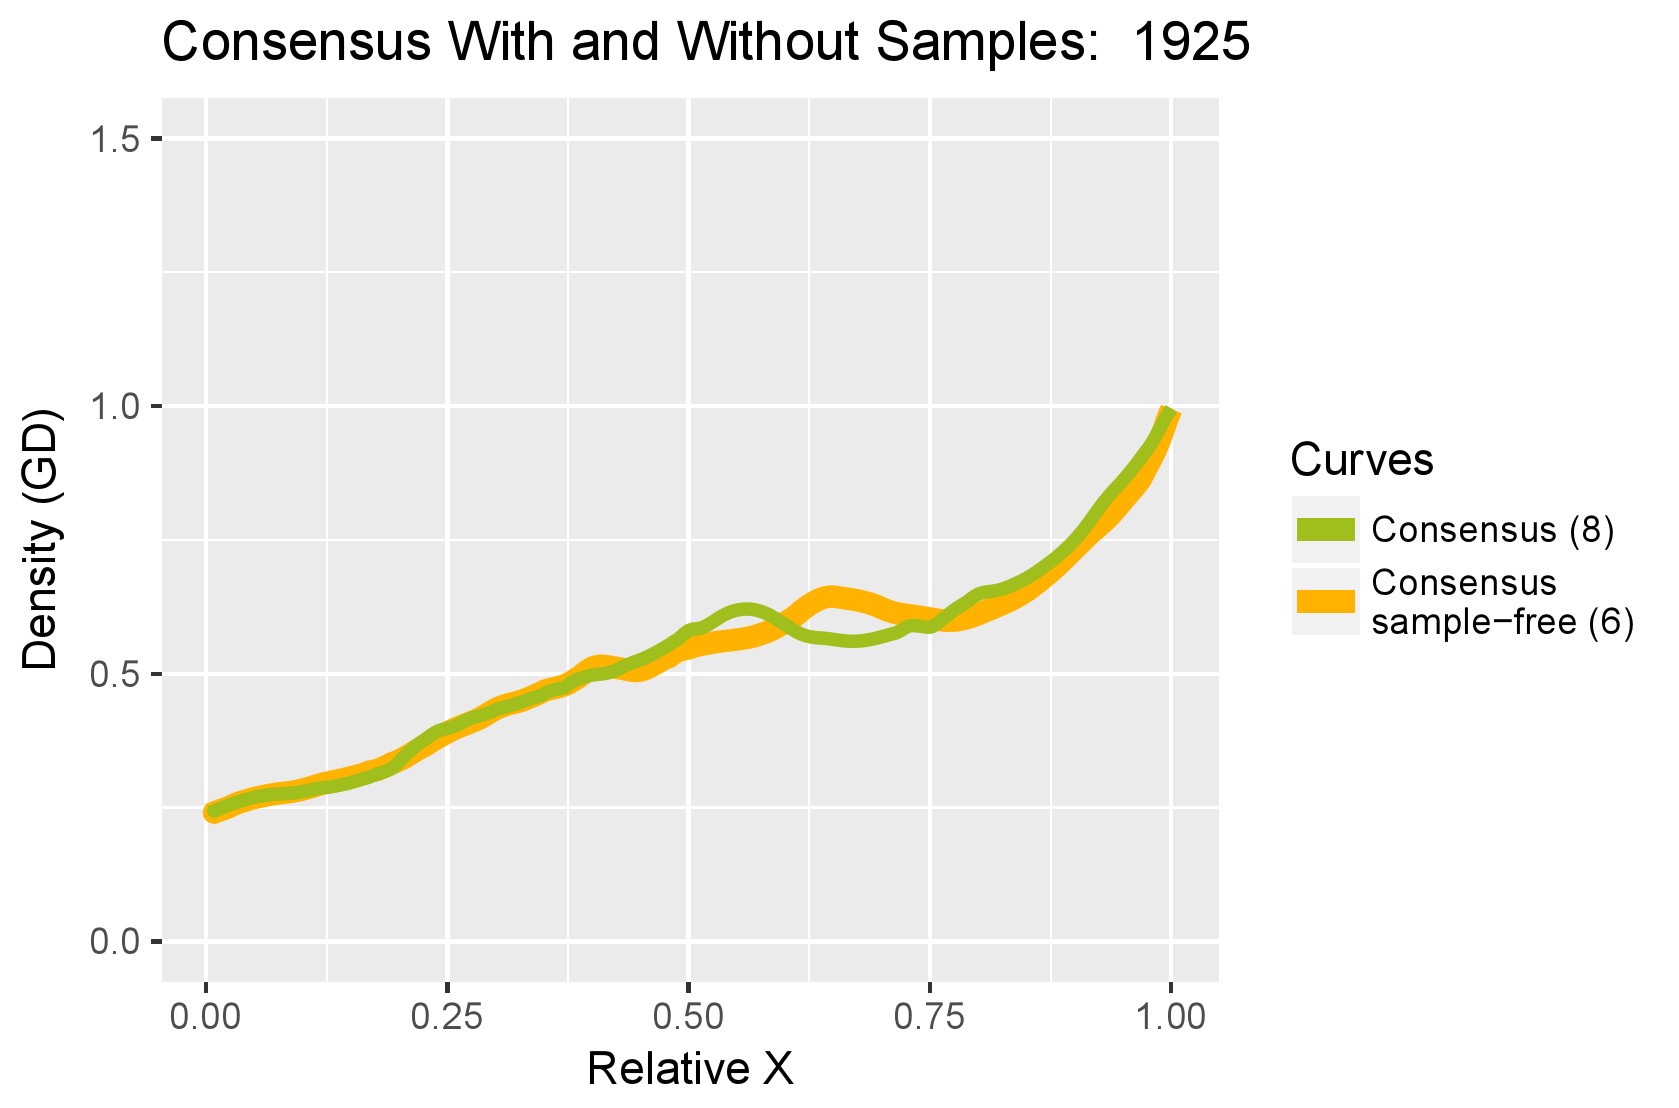 Consensus With and Without Samples:  1925
1.5
1.0
0.5
0.0
Density (GD)
0.00 0.25 0.50 0.75 1.00
Relative X
Curves
Consensus (8)
Consensus
sample−free (6)